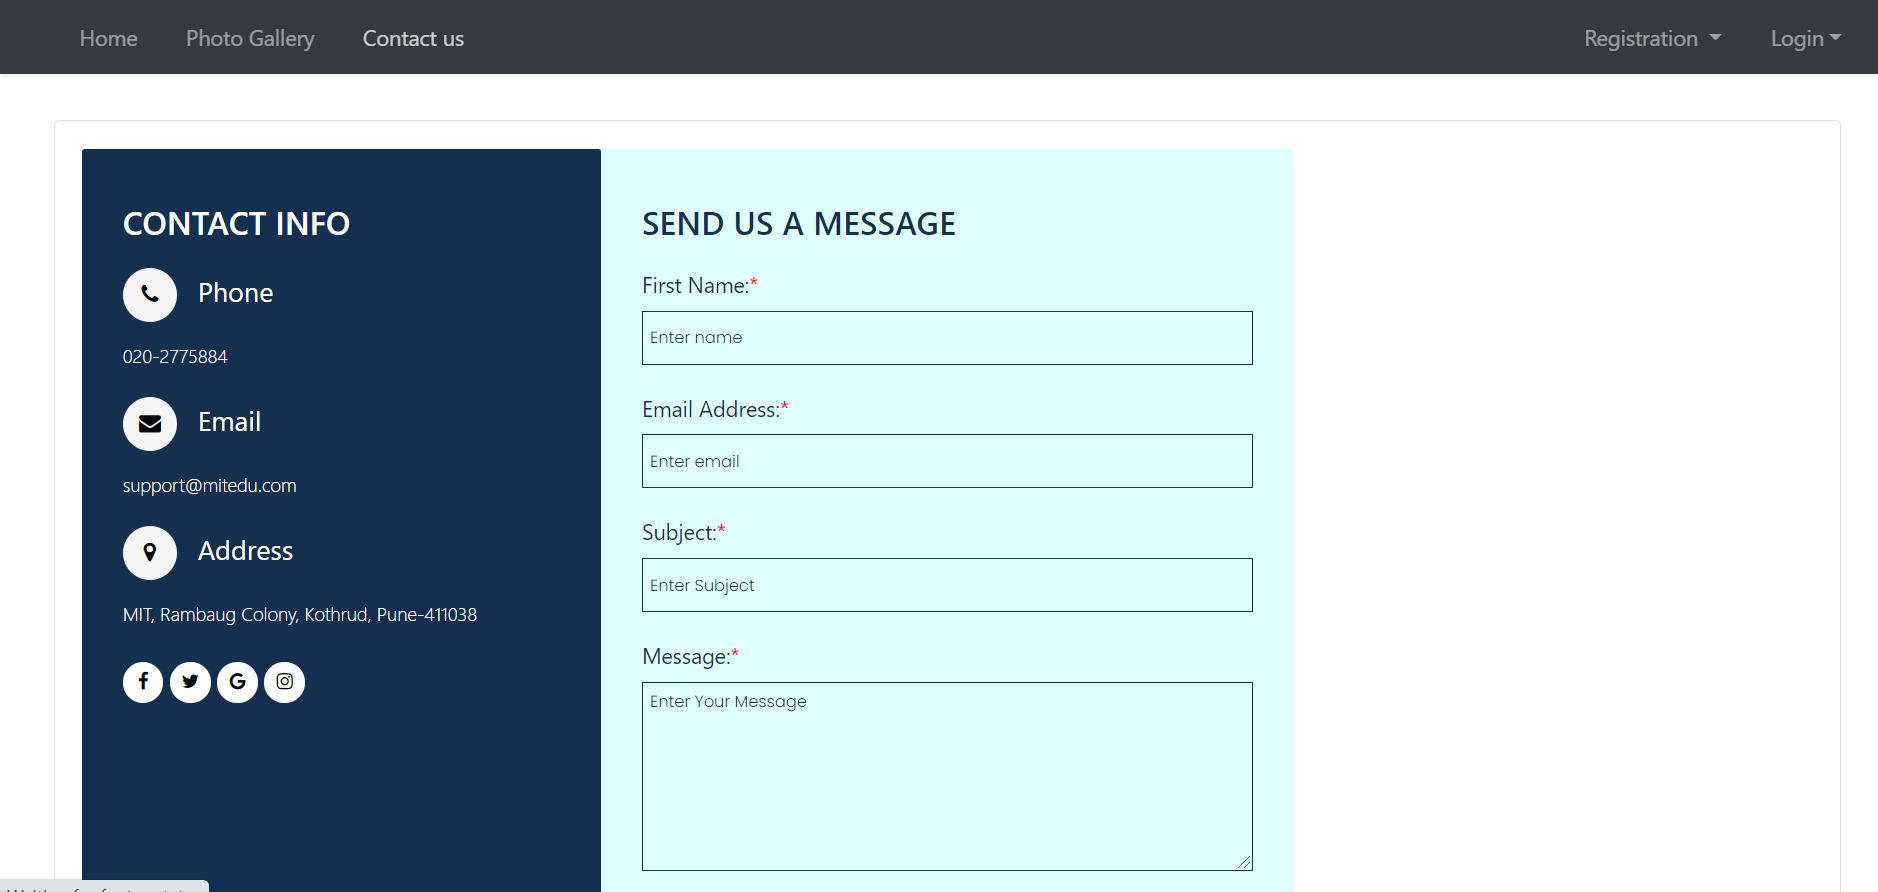 Home Photo Gallery Contact us Registration Login
CONTACT INFO
Phone
020-2775884
Email
support@mitedu.com
Address
MIT, Rambaug Colony, Kothrud, Pune-411038
SEND US A MESSAGE
First Name:*
Enter name
Email Address:*
Enter email
Subject:*
Enter Subject
Message:*
Enter Your Message